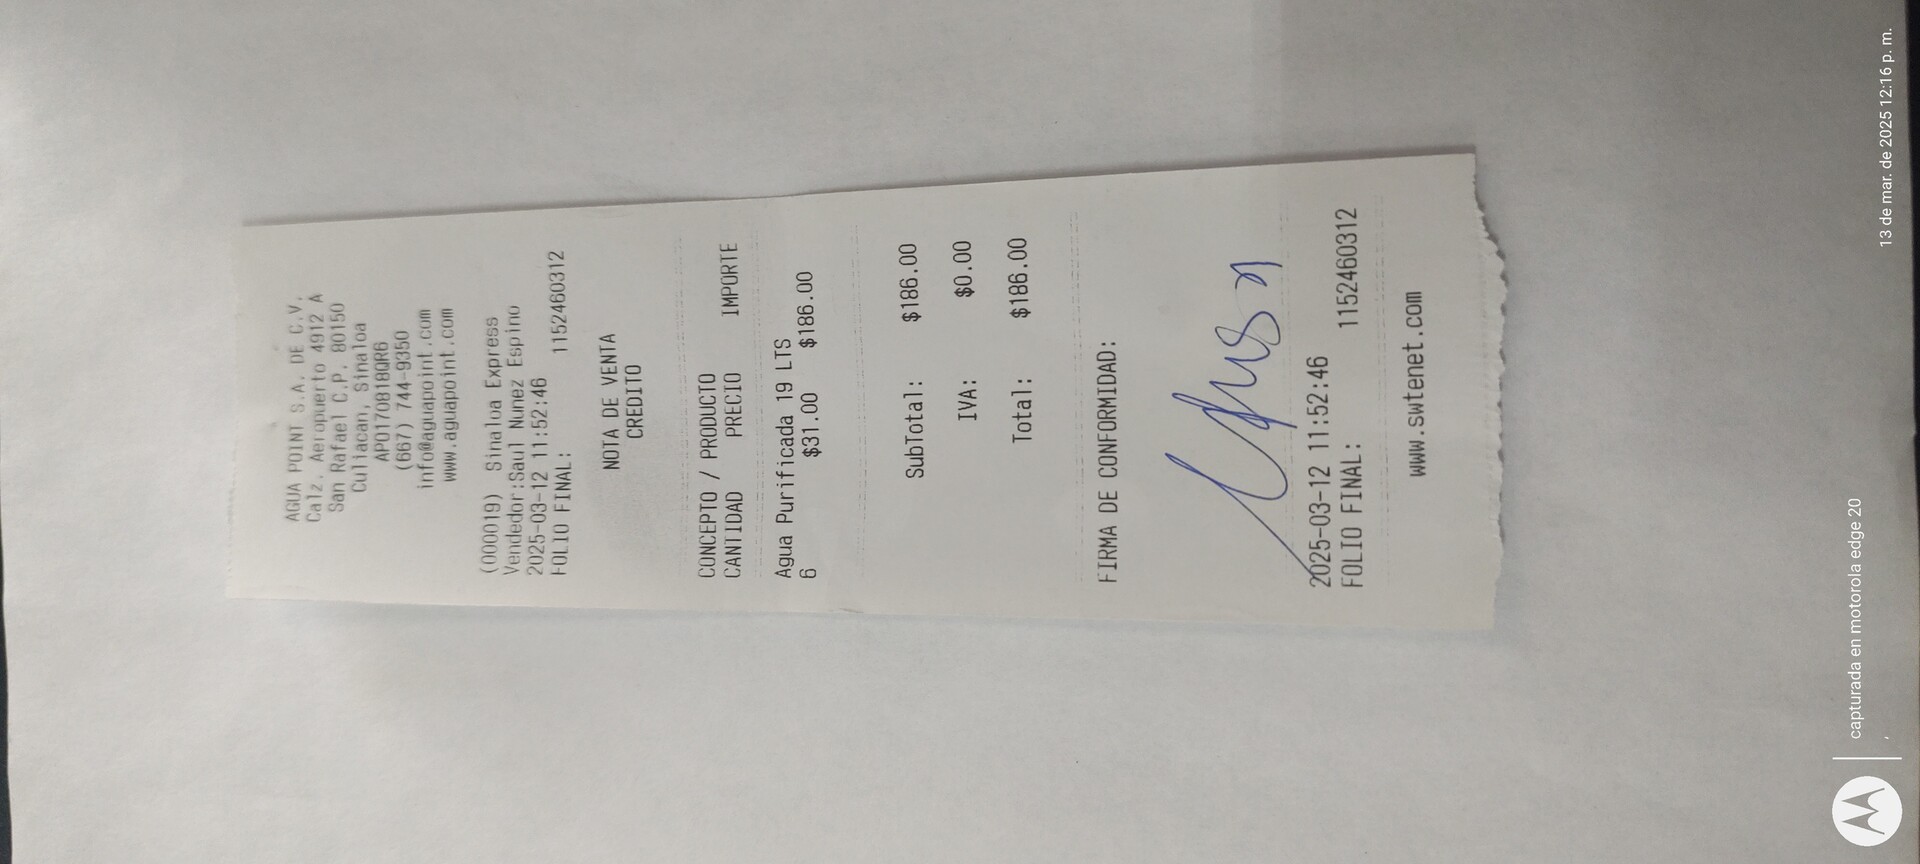 AGUA POINT S.A. DE C.V.
Calz. Aeropuerto 4912 A
San Rafael C.P. 80150
Culiacan, Sinaloa
APO170818QR6
(667) 744-9350
info@aguapoint.com
www.aguapoint.com
(000019) Sinaloa Express
Vendedor:Saul Nunez Espino
2025-03-12 11:52:46
FOLIO FINAL: 1152460312
NOTA DE VENTA
CREDITO
CONCEPTO / PRODUCTO
CANTIDAD PRECIO IMPORTE
Agua Purificada 19 LTS
6 $31.00 $186.00
SubTotal: $186.00
IVA: $0.00
Total: $186.00
FIRMA DE CONFORMIDAD:
2025-03-12 11:52:46
FOLIO FINAL: 1152460312
www.swtenet.com
capturada en motorola edge 20
13 de mar. de 2025 12:16 p. m.